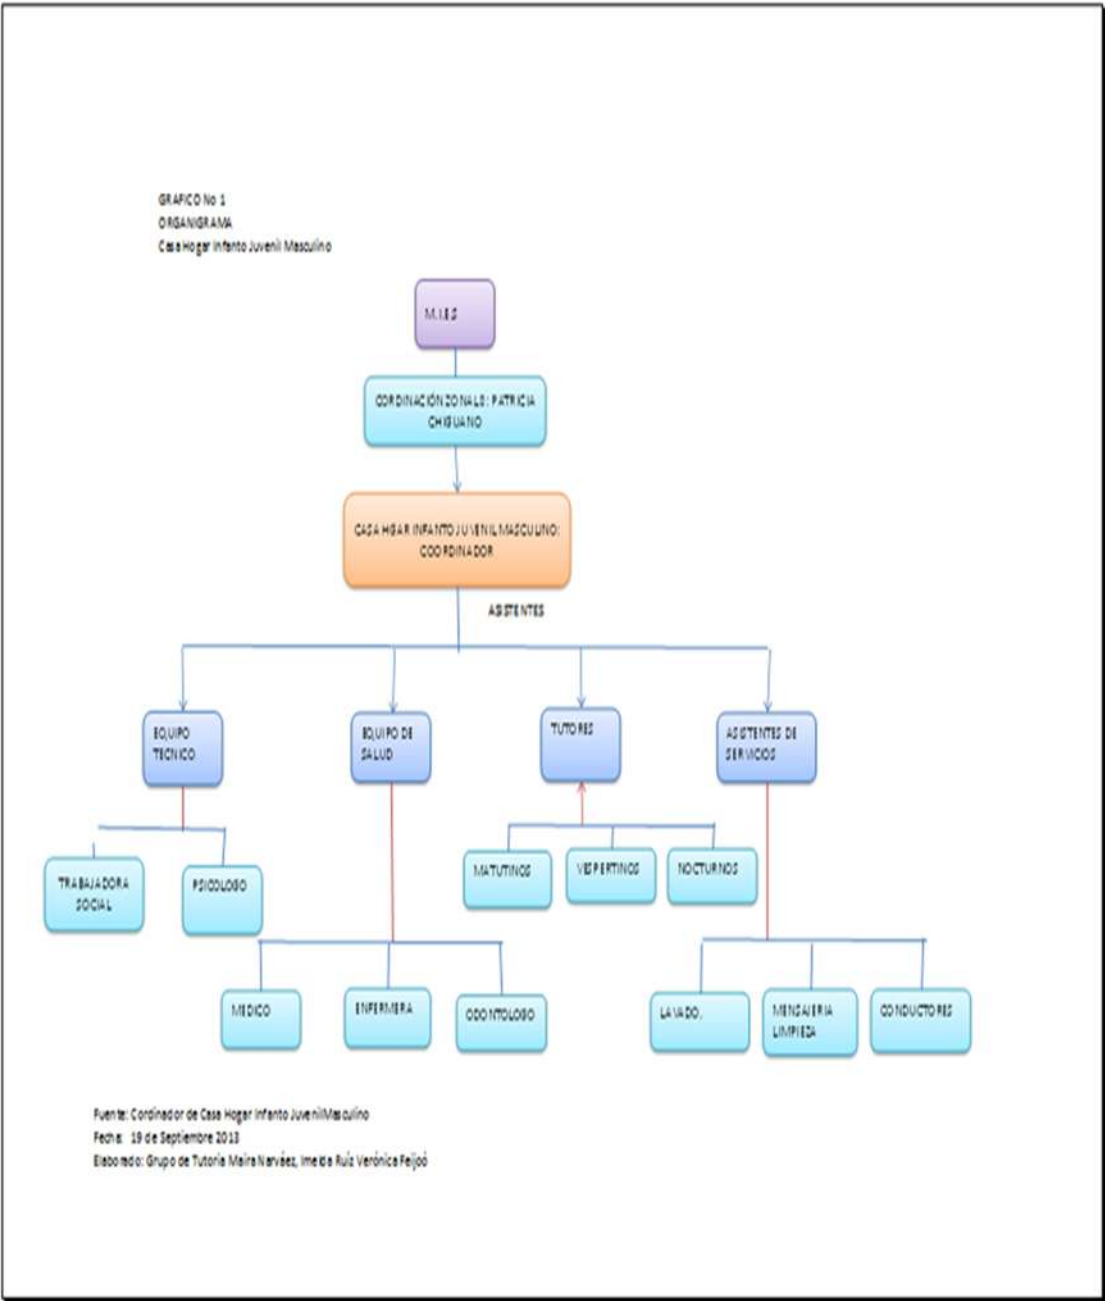 GRAFICO No 1
ORGANIGRAMA
Casa Hogar Infanto Juvenil Masculino
M.I.E S
CORDINACIÓN ZONAL 8 : PATRICIA
CHIGUANO
CASA HGAR INFANTO JUVENIL MASCULINO:
COORDINADOR
ASISTENTES
EQUIPO
TECNICO
EQUIPO DE
SALUD
TUTORES
ASISTENTES DE
SERVICIOS
TRABAJADORA
SOCIAL
PSICOLOGO
MATUTINOS
VESPERTINOS
NOCTURNOS
MEDICO
ENFERMERA
ODONTOLOGO
LAVADO,
MENSAJERIA
LIMPIEZA
CONDUCTORES
Fuente: Cordinador de Casa Hogar Infanto JuvenilMasculino
Fecha: 19 de Septiembre 2013
Elaborado: Grupo de Tutoría Maira Narváez, Imelda Ruíz Verónica Feijoó